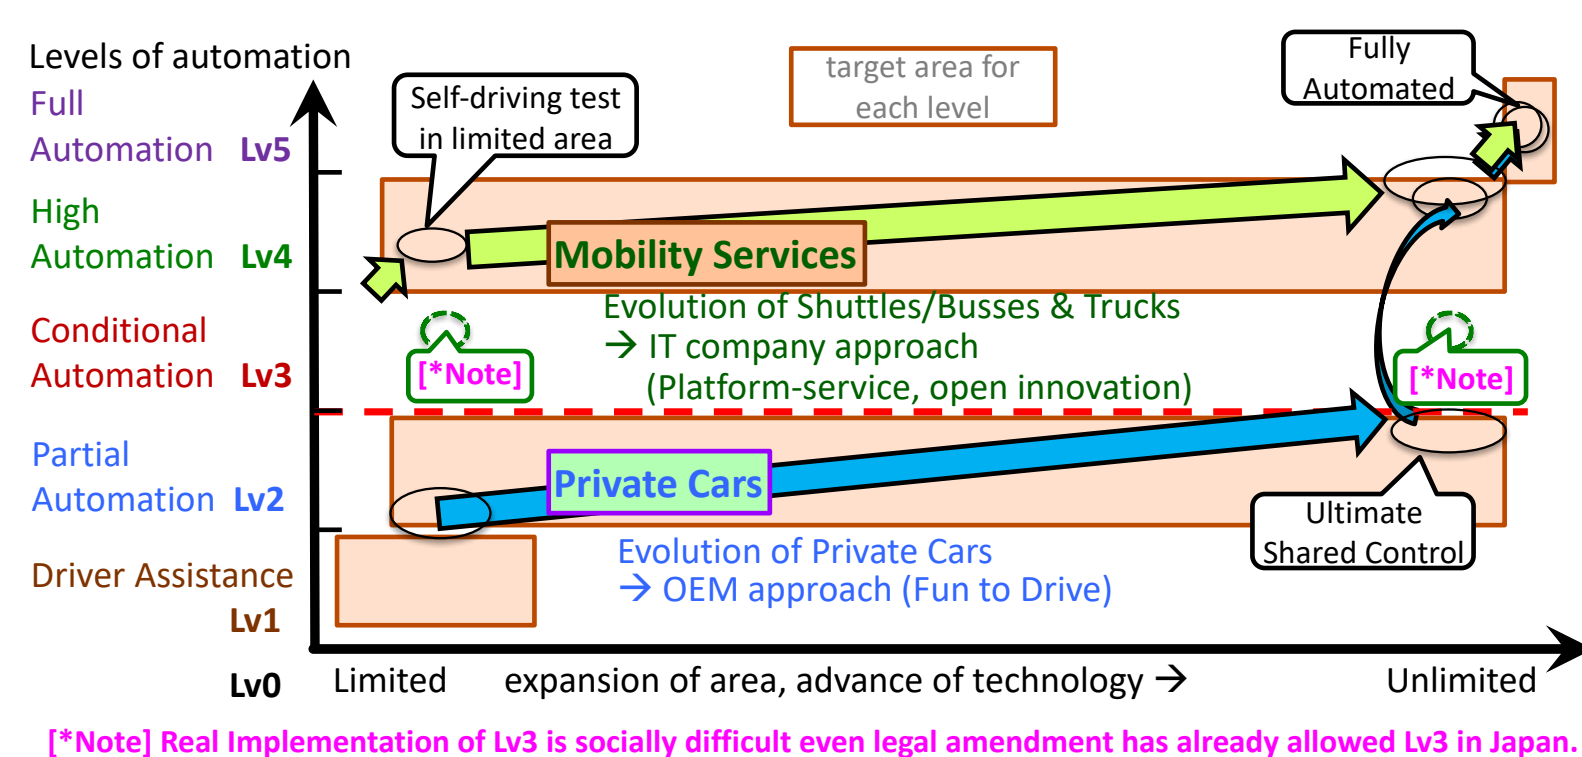 Levels of automation
Full
Automation Lv5
High
Automation Lv4
Conditional
Automation Lv3
Partial
Automation Lv2
Driver Assistance
Lv1
Lv0
Self-driving test
in limited area
target area for
each level
Fully
Automated
Mobility Services
Evolution of Shuttles/Busses & Trucks
→ IT company approach
(Platform-service, open innovation)
[*Note]
[*Note]
Private Cars
Ultimate
Shared Control
Evolution of Private Cars
→ OEM approach (Fun to Drive)
Limited expansion of area, advance of technology → Unlimited
[*Note] Real Implementation of Lv3 is socially difficult even legal amendment has already allowed Lv3 in Japan.